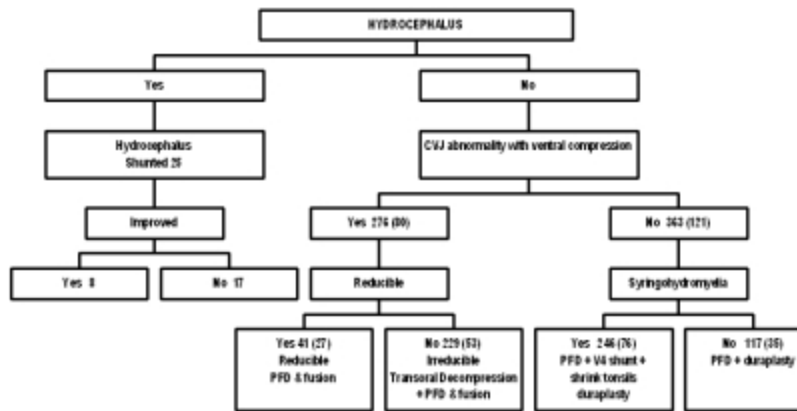 HYDROCEPHALUS
Yes
No
Hydrocephalus
Shunted 25
CVJ abnormality with ventral compression
Improved
Yes 276 (80)
No 363 (121)
Yes 8
No 17
Reducible
Syringohydromyelia
Yes 41 (27)
Reducible
PFD & fusion
No 229 (53)
Irreducible
Transoral Decompression
+ PFD & fusion
Yes 246 (76)
PFD + V4 shunt +
shrink tonsils
duraplasty
No 117 (35)
PFD + duraplasty